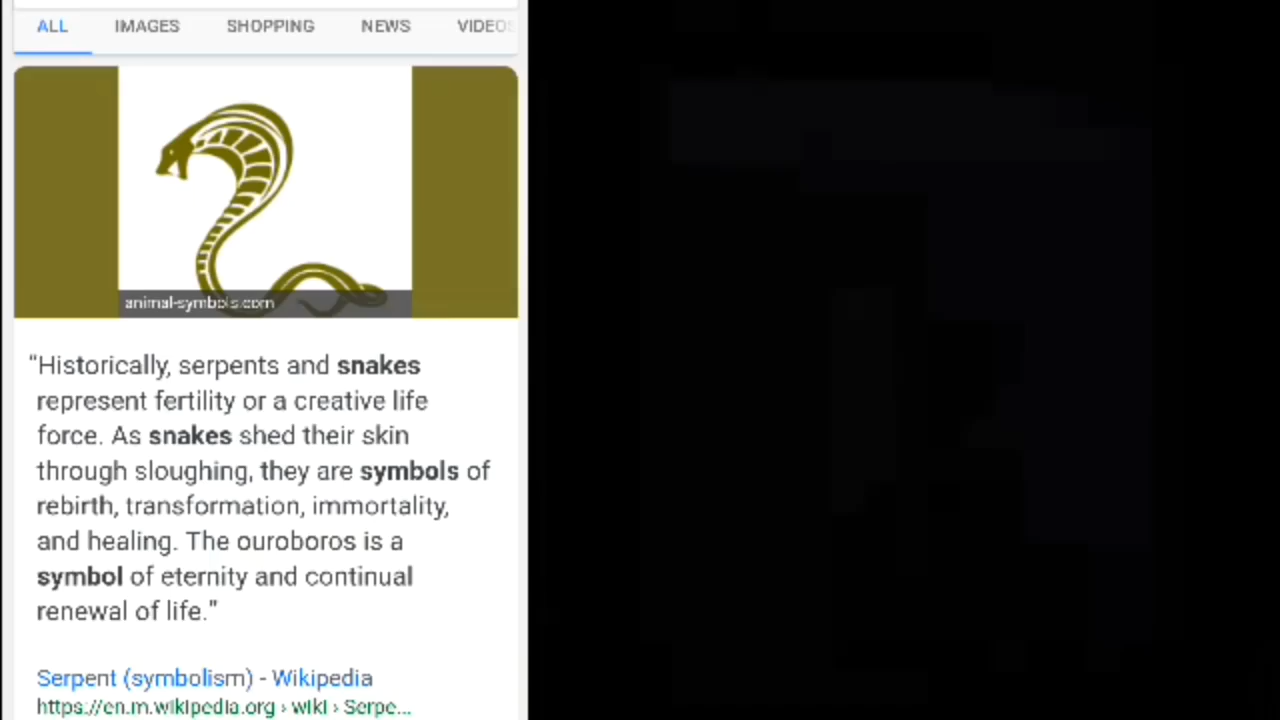 ALL IMAGES SHOPPING NEWS VIDEOS
animal-symbols.com
“Historically, serpents and snakes
represent fertility or a creative life
force. As snakes shed their skin
through sloughing, they are symbols of
rebirth, transformation, immortality,
and healing. The ouroboros is a
symbol of eternity and continual
renewal of life.”
Serpent (symbolism) - Wikipedia
https://en.m.wikipedia.org › wiki › Serpe...